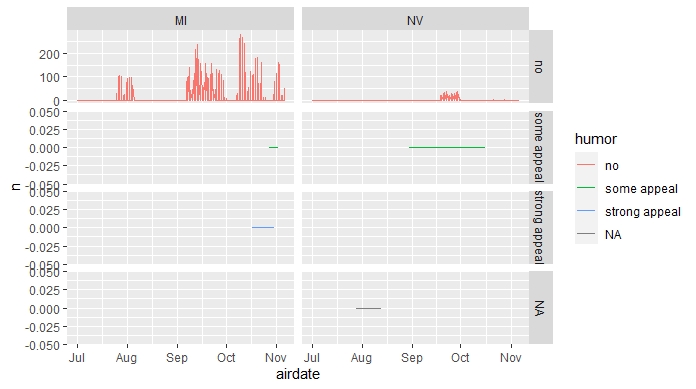 MI NV
200
100
0
no
0.050
0.025
0.000
-0.025
-0.050
some appeal
0.050
0.025
0.000
-0.025
-0.050
strong appeal
0.050
0.025
0.000
-0.025
-0.050
NA
n
Jul Aug Sep Oct Nov Jul Aug Sep Oct Nov
airdate
humor
no
some appeal
strong appeal
NA